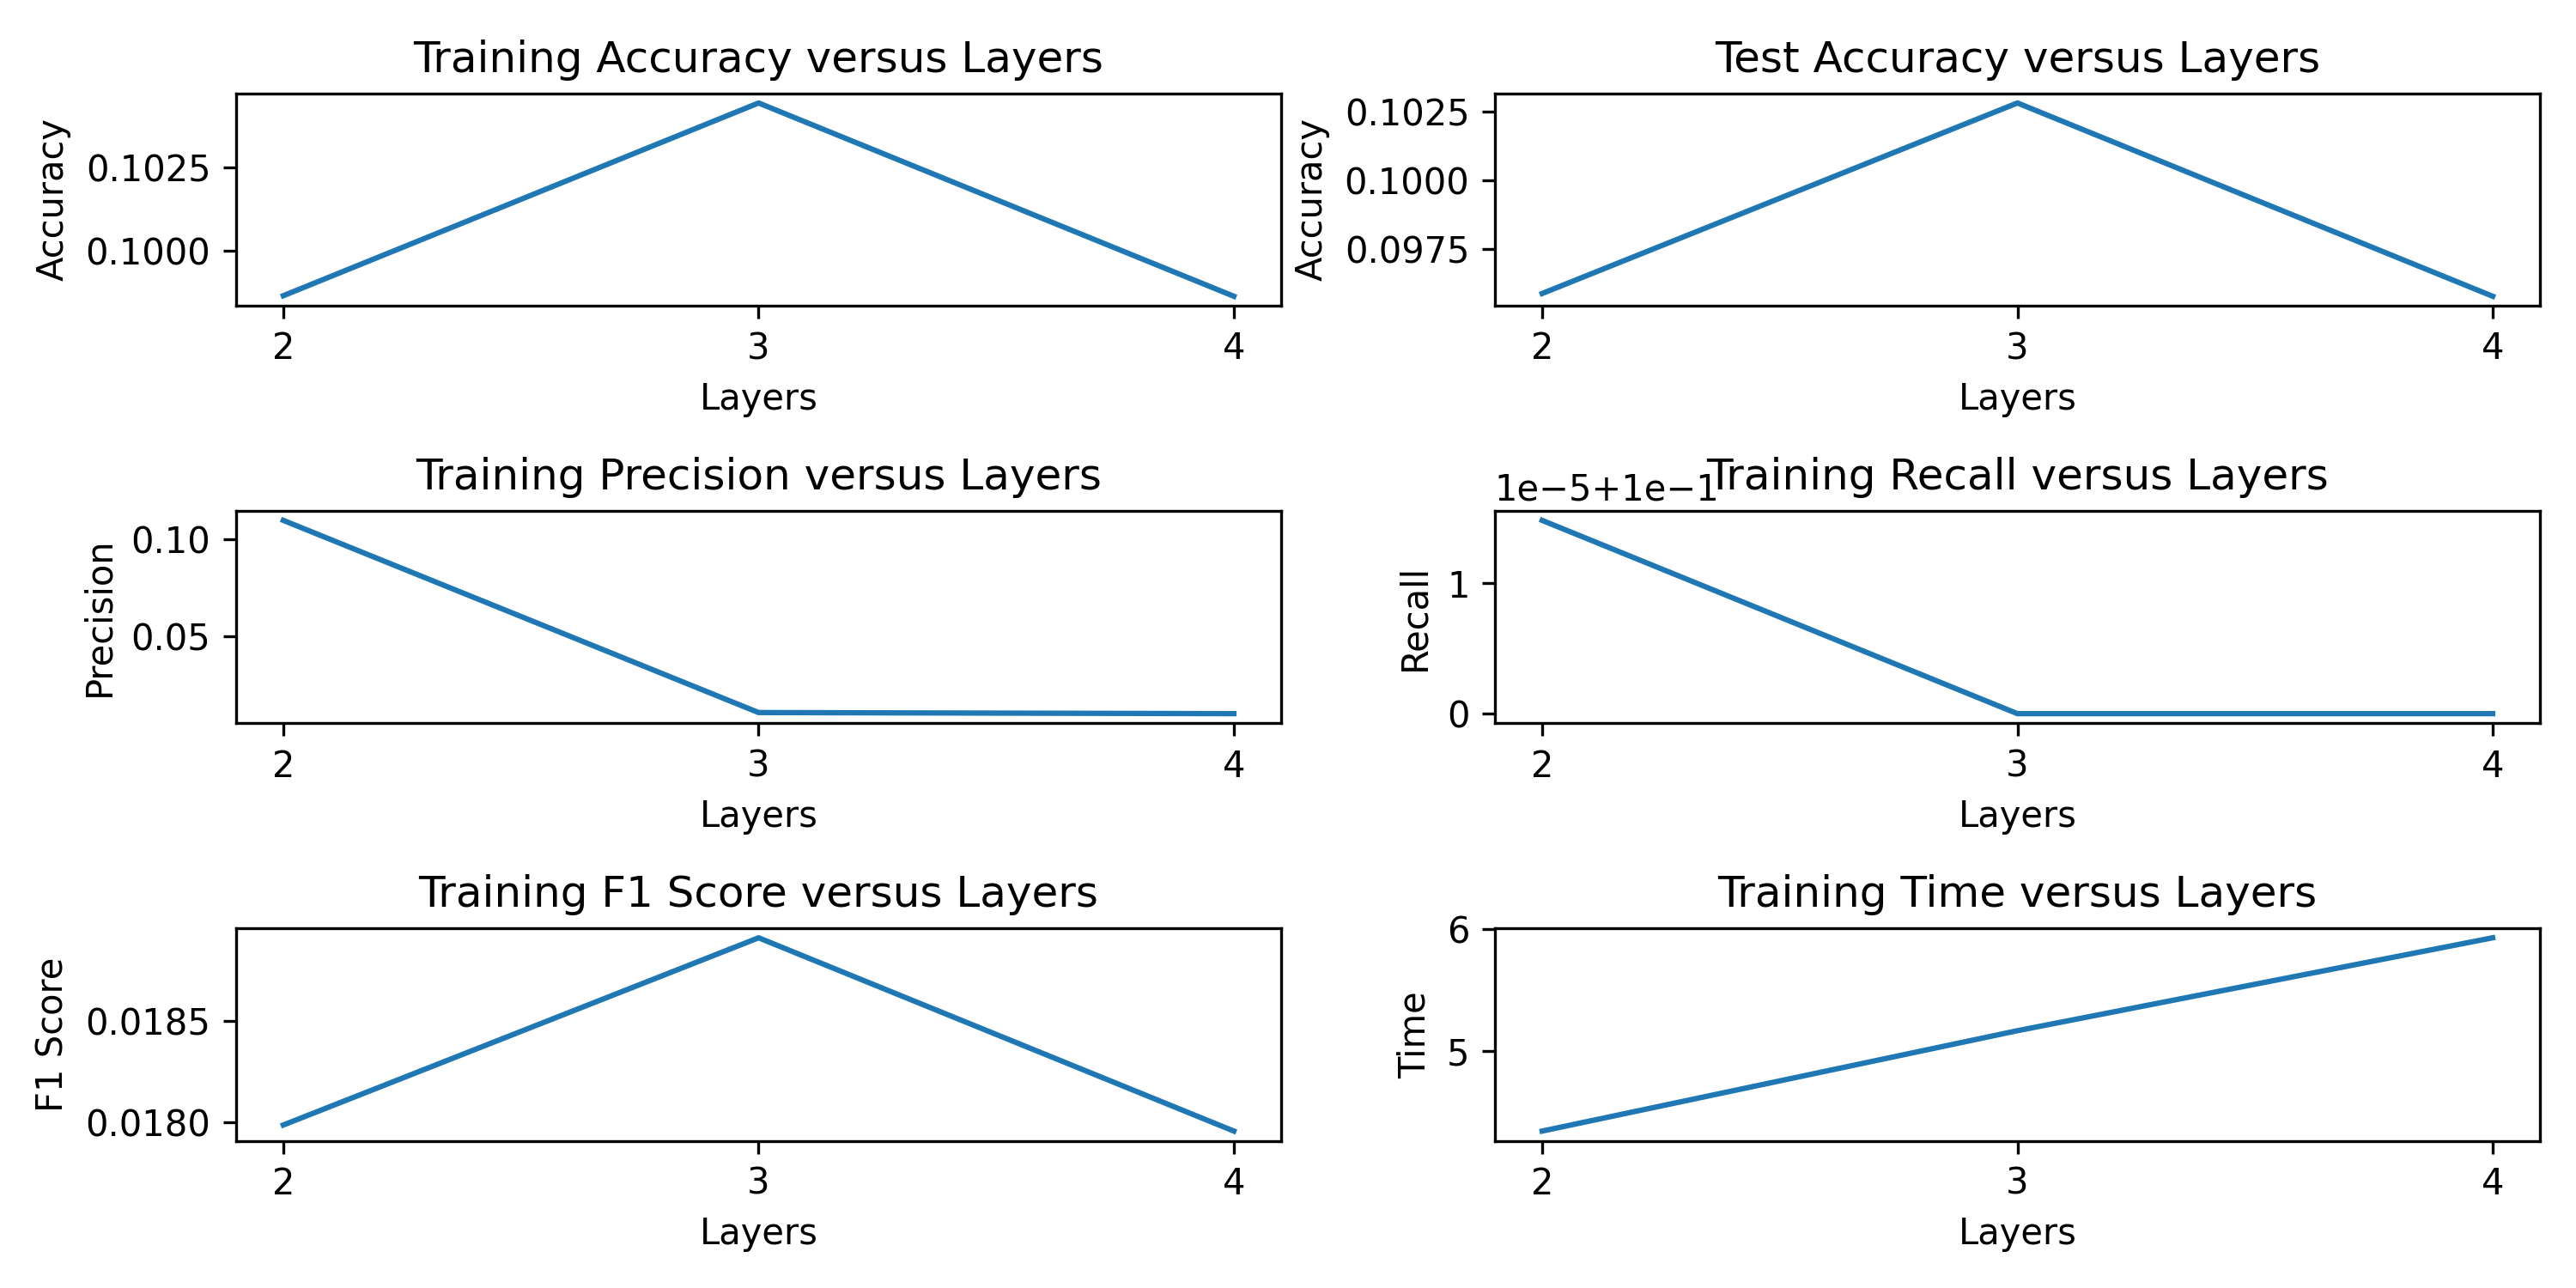 Training Accuracy versus Layers
Accuracy
0.1025
0.1000
2 3 4
Layers
Test Accuracy versus Layers
Accuracy
0.1025
0.1000
0.0975
2 3 4
Layers
Training Precision versus Layers
Precision
0.10
0.05
2 3 4
Layers
1e−5+1e−1
Training Recall versus Layers
Recall
1
0
2 3 4
Layers
Training F1 Score versus Layers
F1 Score
0.0185
0.0180
2 3 4
Layers
Training Time versus Layers
Time
6
5
2 3 4
Layers